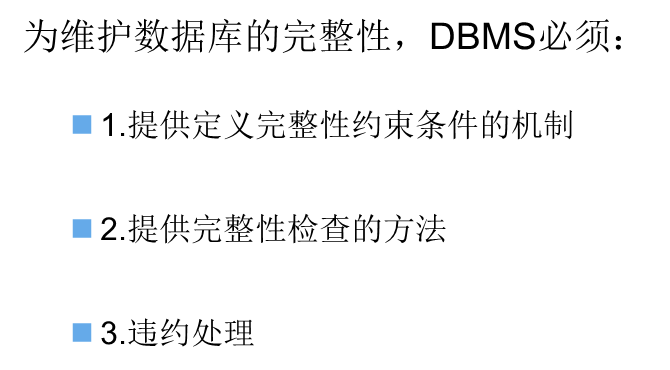 为维护数据库的完整性，DBMS必须：
1.提供定义完整性约束条件的机制
2.提供完整性检查的方法
3.违约处理